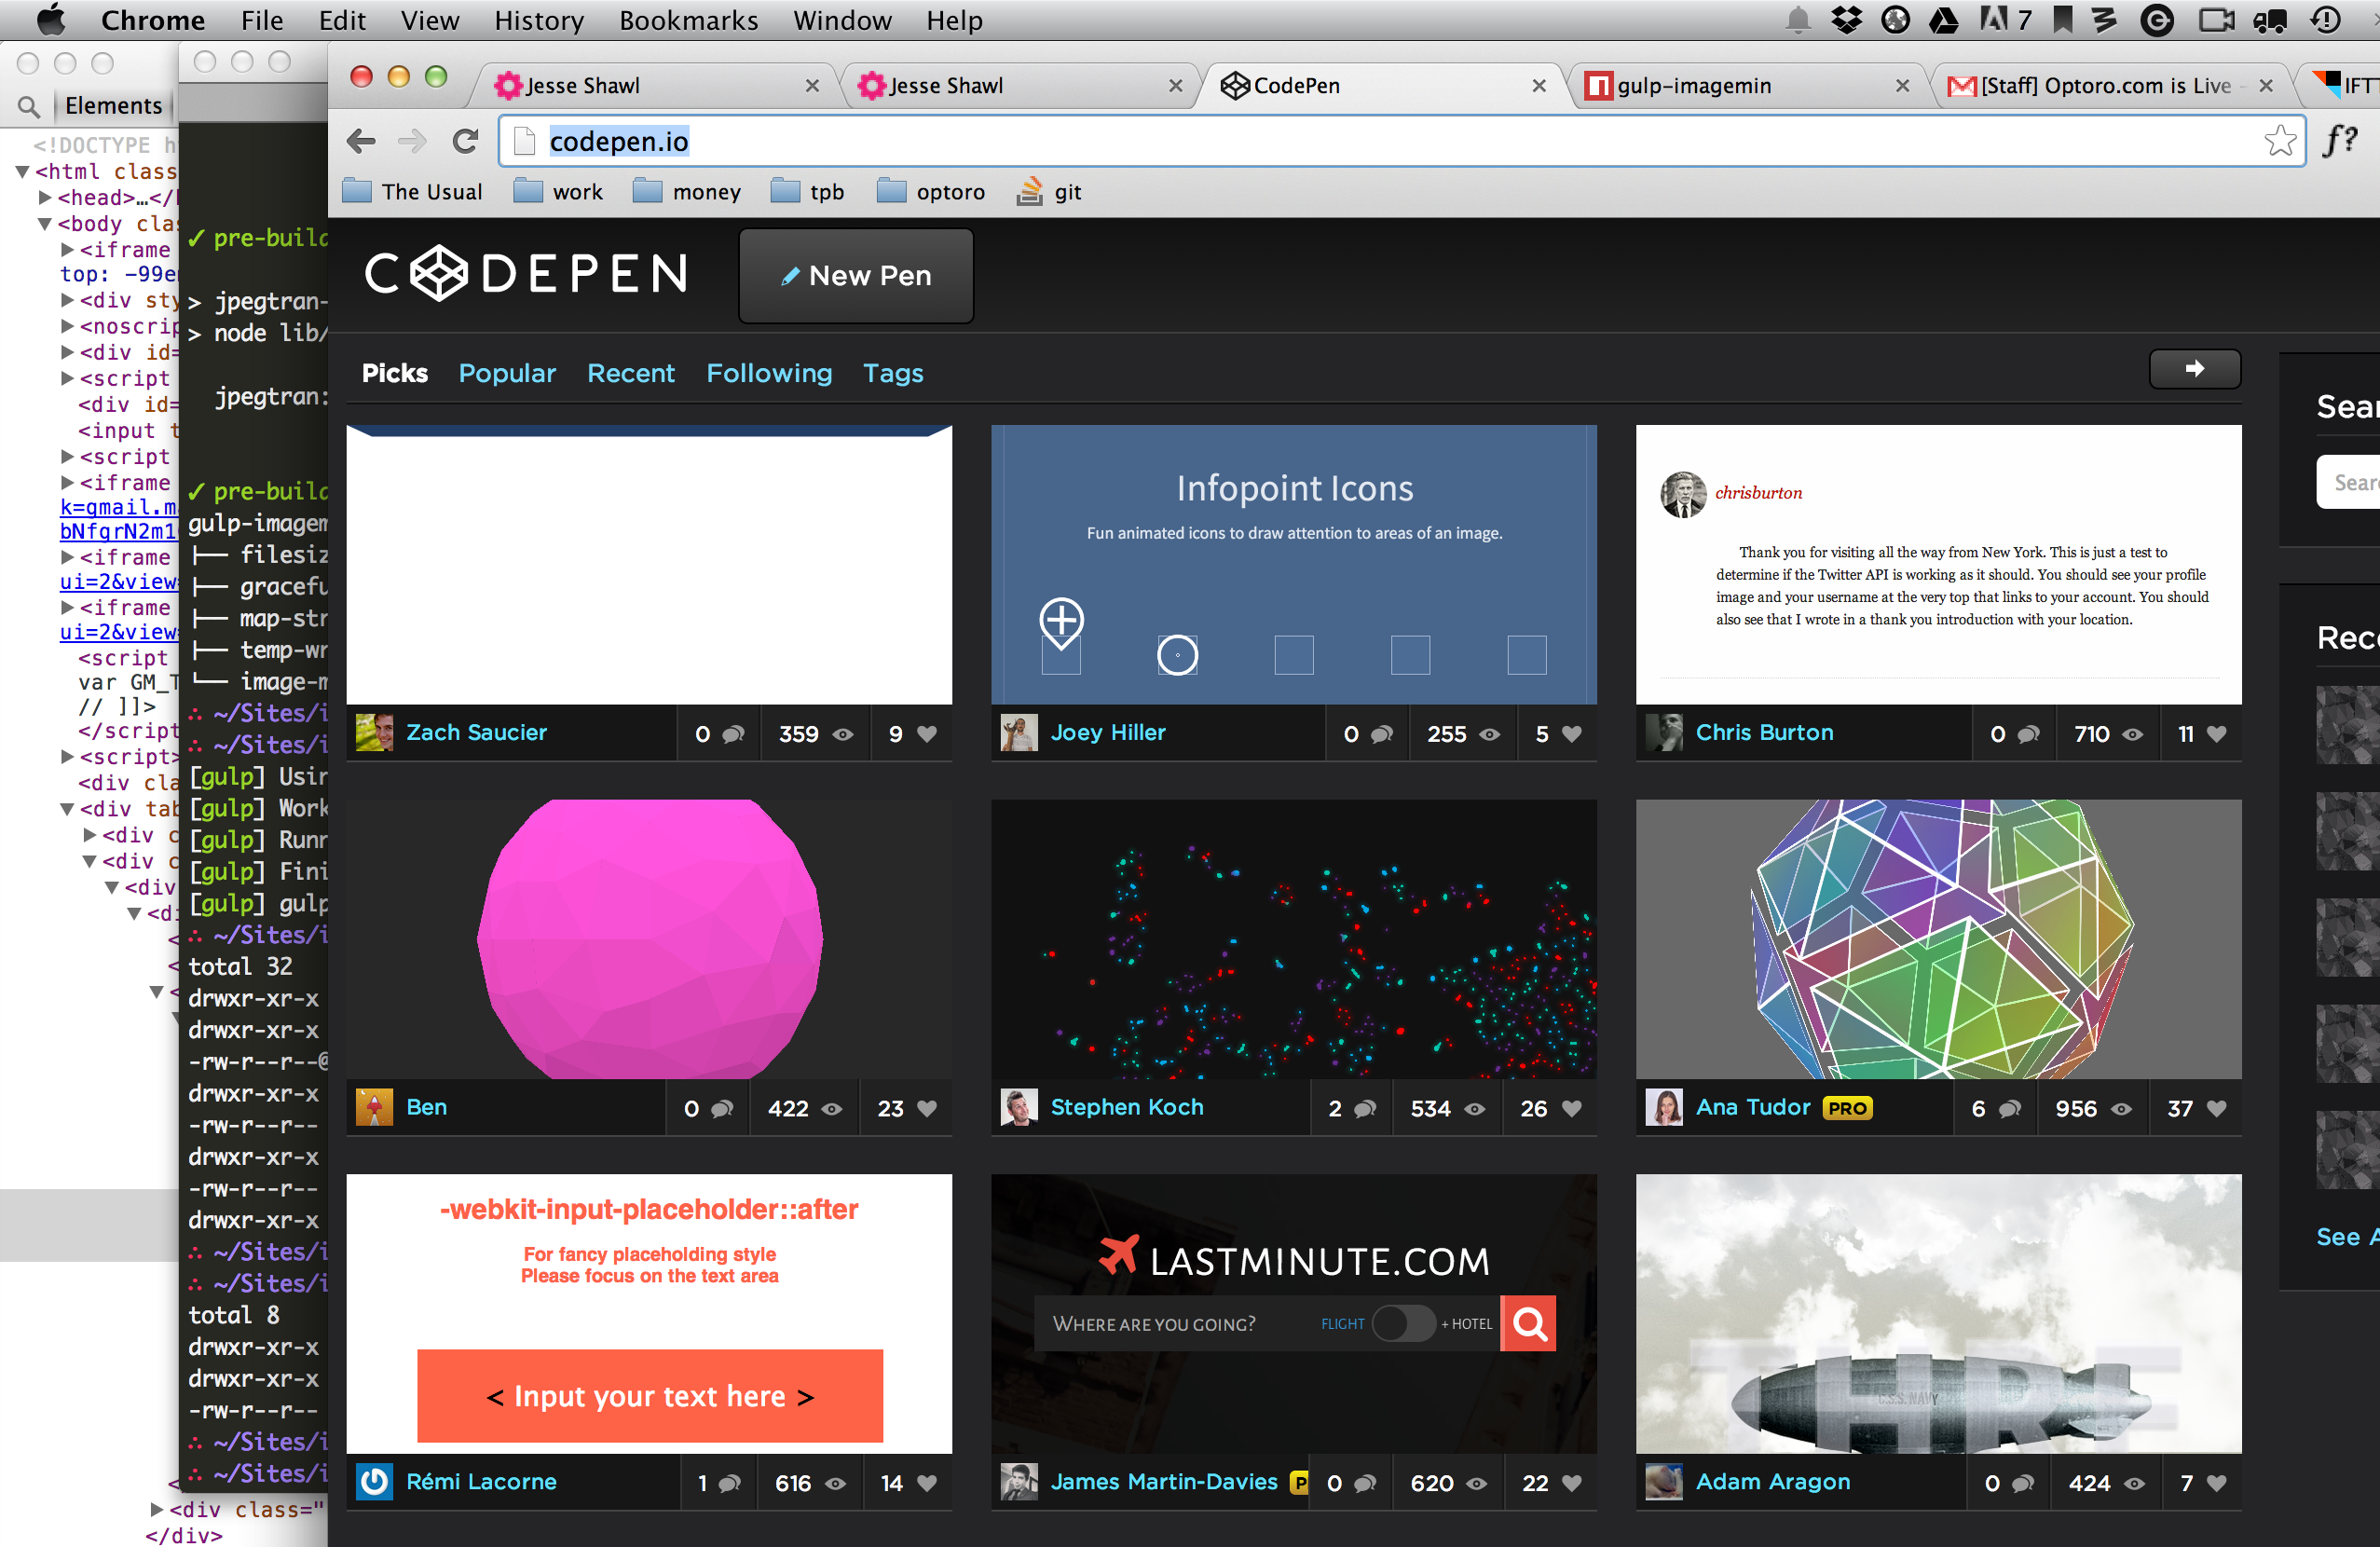 Chrome File Edit View History Bookmarks Window Help
7
Elements
<!DOCTYPE h
<html class
<head>…</
<body clas
<iframe
top: -99e
<div sty
<noscrip
<div id=
<script
<div id=
<input t
<script
<iframe
k=gmail.m
bNfgrN2m1
<iframe
ui=2&view=
<iframe
ui=2&view=
<script
var GM_T
// ]]>
</script
<script>
<div cla
<div tab
<div c
<div c
<div
<di
<
<
<
<
<div class="
</div>
✓ pre-build
> jpegtran-
> node lib/
jpegtran:
✓ pre-build
gulp-imagem
├── filesiz
├── gracefu
├── map-str
├── temp-wr
└── image-m
∴ ~/Sites/i
∴ ~/Sites/i
[gulp] Usin
[gulp] Work
[gulp] Runn
[gulp] Fini
[gulp] gulp
∴ ~/Sites/i
total 32
drwxr-xr-x
drwxr-xr-x
-rw-r--r--@
drwxr-xr-x
-rw-r--r--
drwxr-xr-x
-rw-r--r--
drwxr-xr-x
∴ ~/Sites/i
∴ ~/Sites/i
total 8
drwxr-xr-x
drwxr-xr-x
-rw-r--r--
∴ ~/Sites/i
∴ ~/Sites/i
Jesse Shawl Jesse Shawl CodePen gulp-imagemin [Staff] Optoro.com is Live - IFTT
codepen.io
f?
The Usual work money tpb optoro git
CODEPEN New Pen
Picks Popular Recent Following Tags
Sear
Sear
Rec
See A
Infopoint Icons
Fun animated icons to draw attention to areas of an image.
chrisburton
Thank you for visiting all the way from New York. This is just a test to
determine if the Twitter API is working as it should. You should see your profile
image and your username at the very top that links to your account. You should
also see that I wrote in a thank you introduction with your location.
Zach Saucier 0 359 9
Joey Hiller 0 255 5
Chris Burton 0 710 11
Ben 0 422 23
Stephen Koch 2 534 26
Ana Tudor PRO 6 956 37
-webkit-input-placeholder::after
For fancy placeholding style
Please focus on the text area
< Input your text here >
LASTMINUTE.COM
WHERE ARE YOU GOING? FLIGHT + HOTEL
THRE
U.S.S. NAVY
Rémi Lacorne 1 616 14
James Martin-Davies P 0 620 22
Adam Aragon 0 424 7